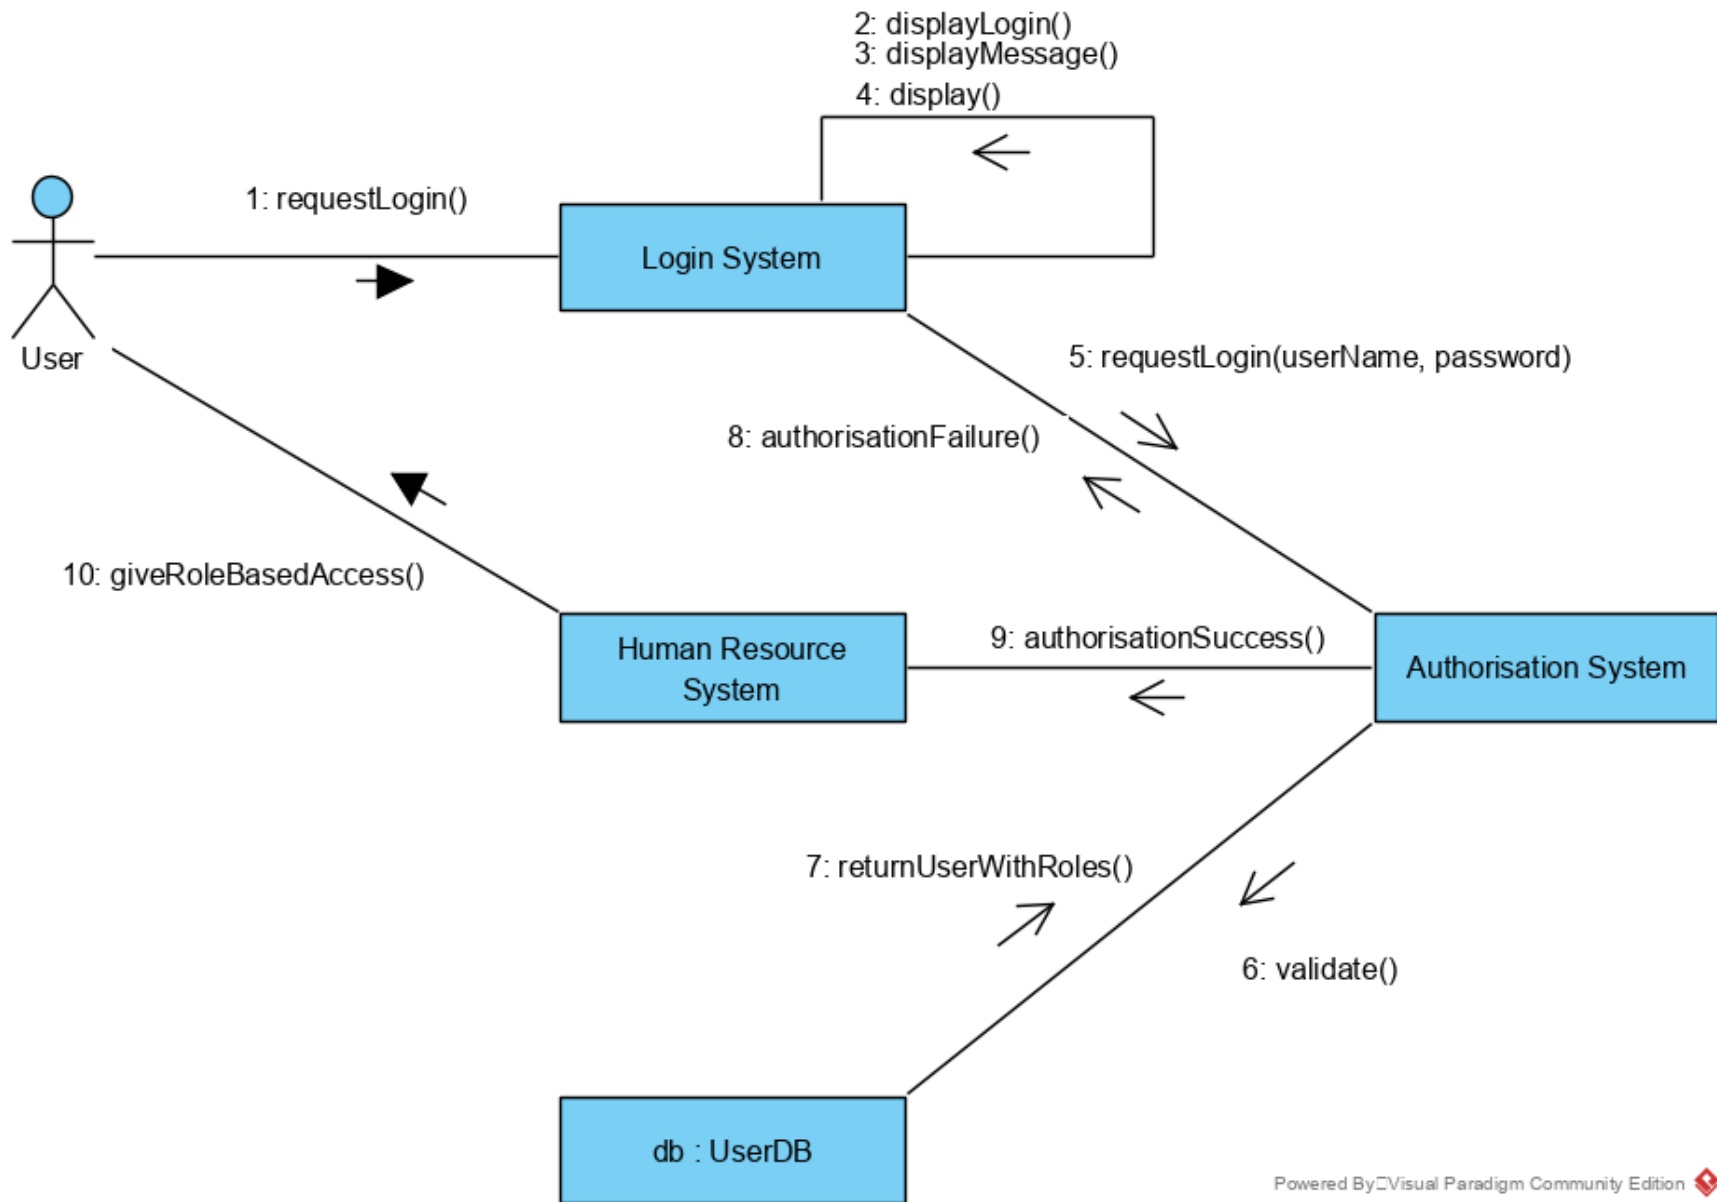 2: displayLogin()
3: displayMessage()
4: display()
1: requestLogin()
Login System
User
5: requestLogin(userName, password)
8: authorisationFailure()
10: giveRoleBasedAccess()
Human Resource
System
9: authorisationSuccess()
Authorisation System
7: returnUserWithRoles()
6: validate()
db : UserDB
Powered By Visual Paradigm Community Edition